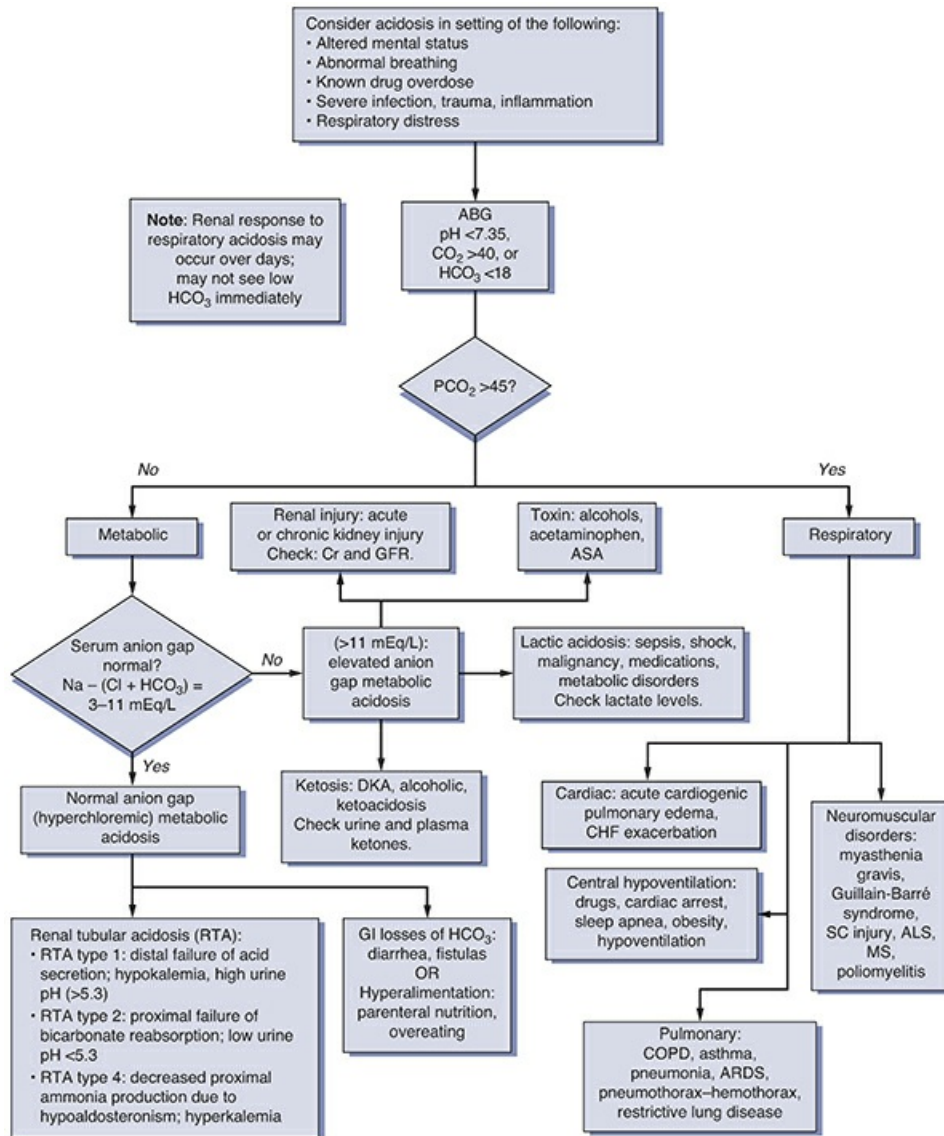 Consider acidosis in setting of the following:
• Altered mental status
• Abnormal breathing
• Known drug overdose
• Severe infection, trauma, inflammation
• Respiratory distress
Note: Renal response to
respiratory acidosis may
occur over days;
may not see low
HCO₃ immediately
ABG
pH <7.35,
CO₂ >40, or
HCO₃ <18
PCO₂ >45?
No
Yes
Metabolic
Renal injury: acute
or chronic kidney injury
Check: Cr and GFR.
Toxin: alcohols,
acetaminophen,
ASA
Respiratory
Serum anion gap
normal?
Na – (Cl + HCO₃) =
3–11 mEq/L
No
(>11 mEq/L):
elevated anion
gap metabolic
acidosis
Lactic acidosis: sepsis, shock,
malignancy, medications,
metabolic disorders
Check lactate levels.
Yes
Normal anion gap
(hyperchloremic) metabolic
acidosis
Ketosis: DKA, alcoholic,
ketoacidosis
Check urine and plasma
ketones.
Cardiac: acute cardiogenic
pulmonary edema,
CHF exacerbation
Neuromuscular
disorders:
myasthenia
gravis,
Guillain-Barré
syndrome,
SC injury, ALS,
MS,
poliomyelitis
Central hypoventilation:
drugs, cardiac arrest,
sleep apnea, obesity,
hypoventilation
Renal tubular acidosis (RTA):
• RTA type 1: distal failure of acid
secretion; hypokalemia, high urine
pH (>5.3)
• RTA type 2: proximal failure of
bicarbonate reabsorption; low urine
pH <5.3
• RTA type 4: decreased proximal
ammonia production due to
hypoaldosteronism; hyperkalemia
GI losses of HCO₃:
diarrhea, fistulas
OR
Hyperalimentation:
parenteral nutrition,
overeating
Pulmonary:
COPD, asthma,
pneumonia, ARDS,
pneumothorax–hemothorax,
restrictive lung disease